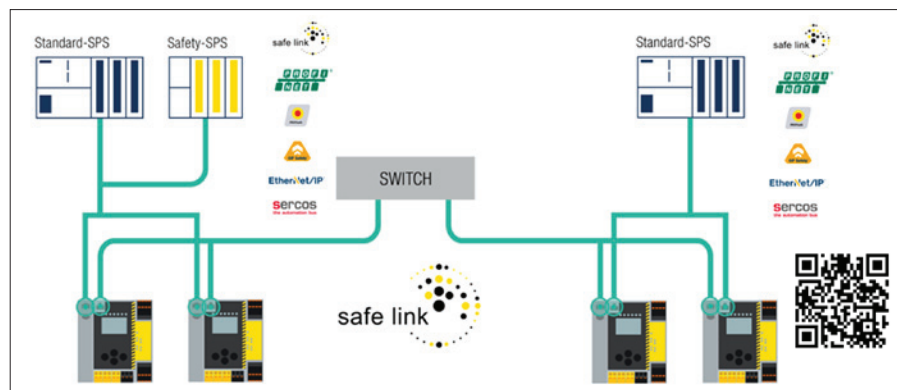 Standard-SPS
Safety-SPS
safe link
PROFI
NET
EtherNet/IP
sercos
the automation bus
SWITCH
safe link
Standard-SPS
safe link
PROFI
NET
EtherNet/IP
sercos
the automation bus